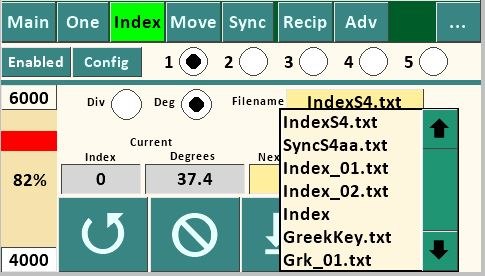 Main One Index Move Sync Recip Adv ...
Enabled Config 1 2 3 4 5
6000 Div Deg Filename IndexS4.txt
IndexS4.txt
SyncS4aa.txt
Current
Index_01.txt
Index Degrees Nex
Index_02.txt
82% 0 37.4
Index
GreekKey.txt
4000
Grk_01.txt